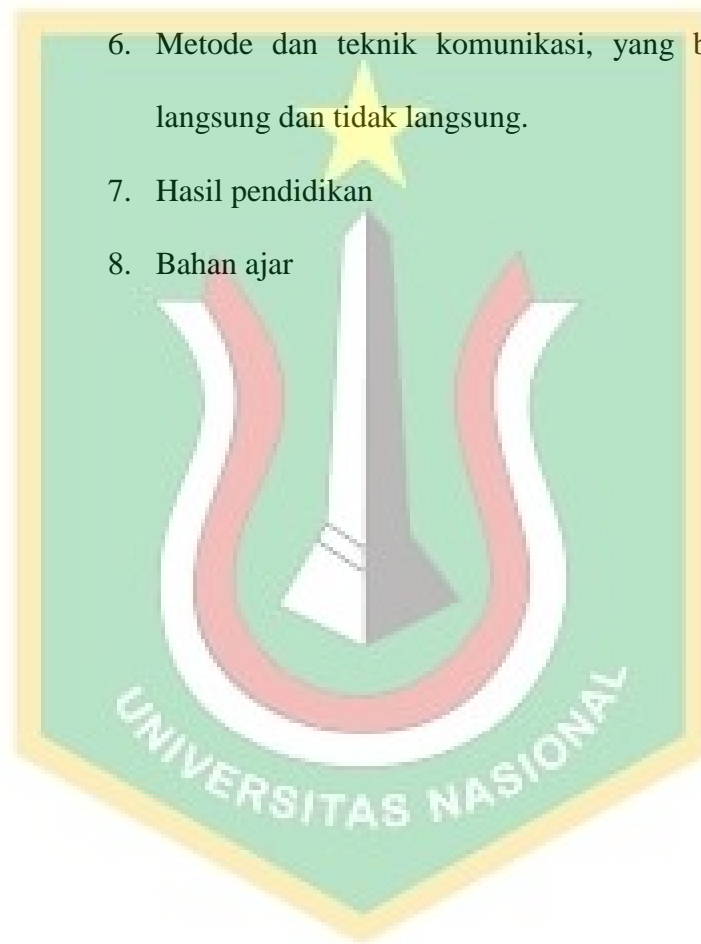 6. Metode dan teknik komunikasi, yang
langsung dan tidak langsung.
7. Hasil pendidikan
8. Bahan ajar
UNIVERSITAS NASIONAL